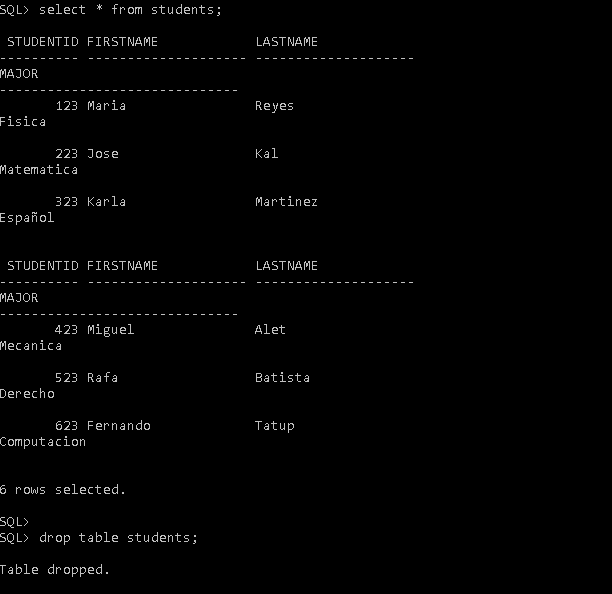 SQL> select * from students;
 STUDENTID FIRSTNAME            LASTNAME
---------- -------------------- --------------------
MAJOR
------------------------------
       123 Maria                Reyes
Fisica
       223 Jose                 Kal
Matematica
       323 Karla                Martinez
Español
 STUDENTID FIRSTNAME            LASTNAME
---------- -------------------- --------------------
MAJOR
------------------------------
       423 Miguel               Alet
Mecanica
       523 Rafa                 Batista
Derecho
       623 Fernando             Tatup
Computacion
6 rows selected.
SQL>
SQL> drop table students;
Table dropped.